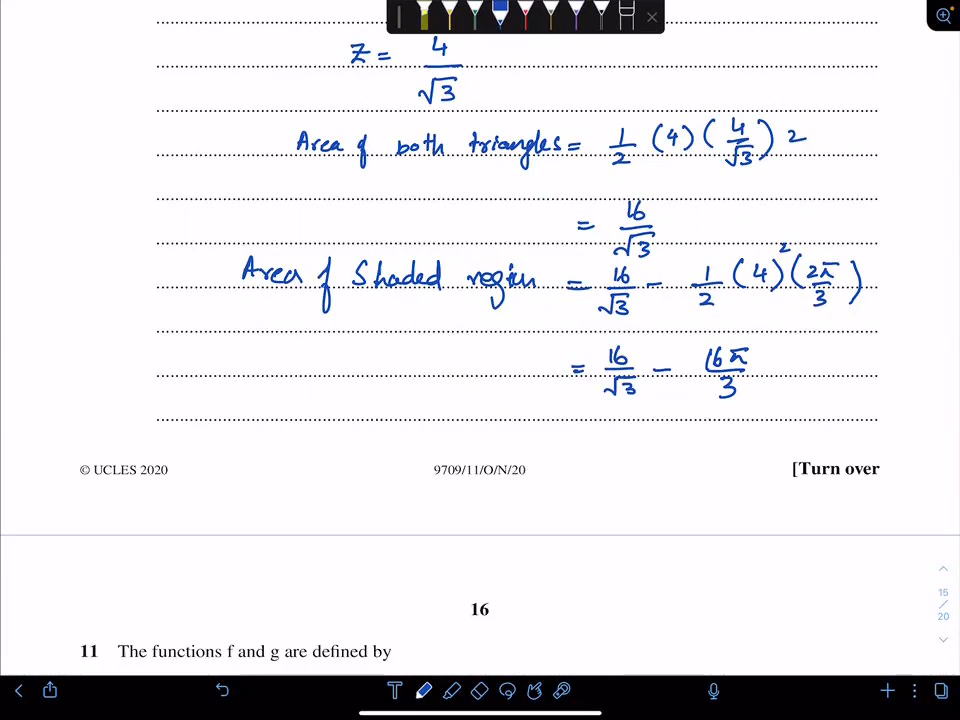 Z = 4/√3
Area of both triangles = 1/2 (4) (4/√3) 2
= 16/√3
Area of Shaded region = 16/√3 - 1/2 (4)² (2π/3)
= 16/√3 - 16π/3
© UCLES 2020 9709/11/O/N/20 [Turn over
15
/
20
16
11 The functions f and g are defined by